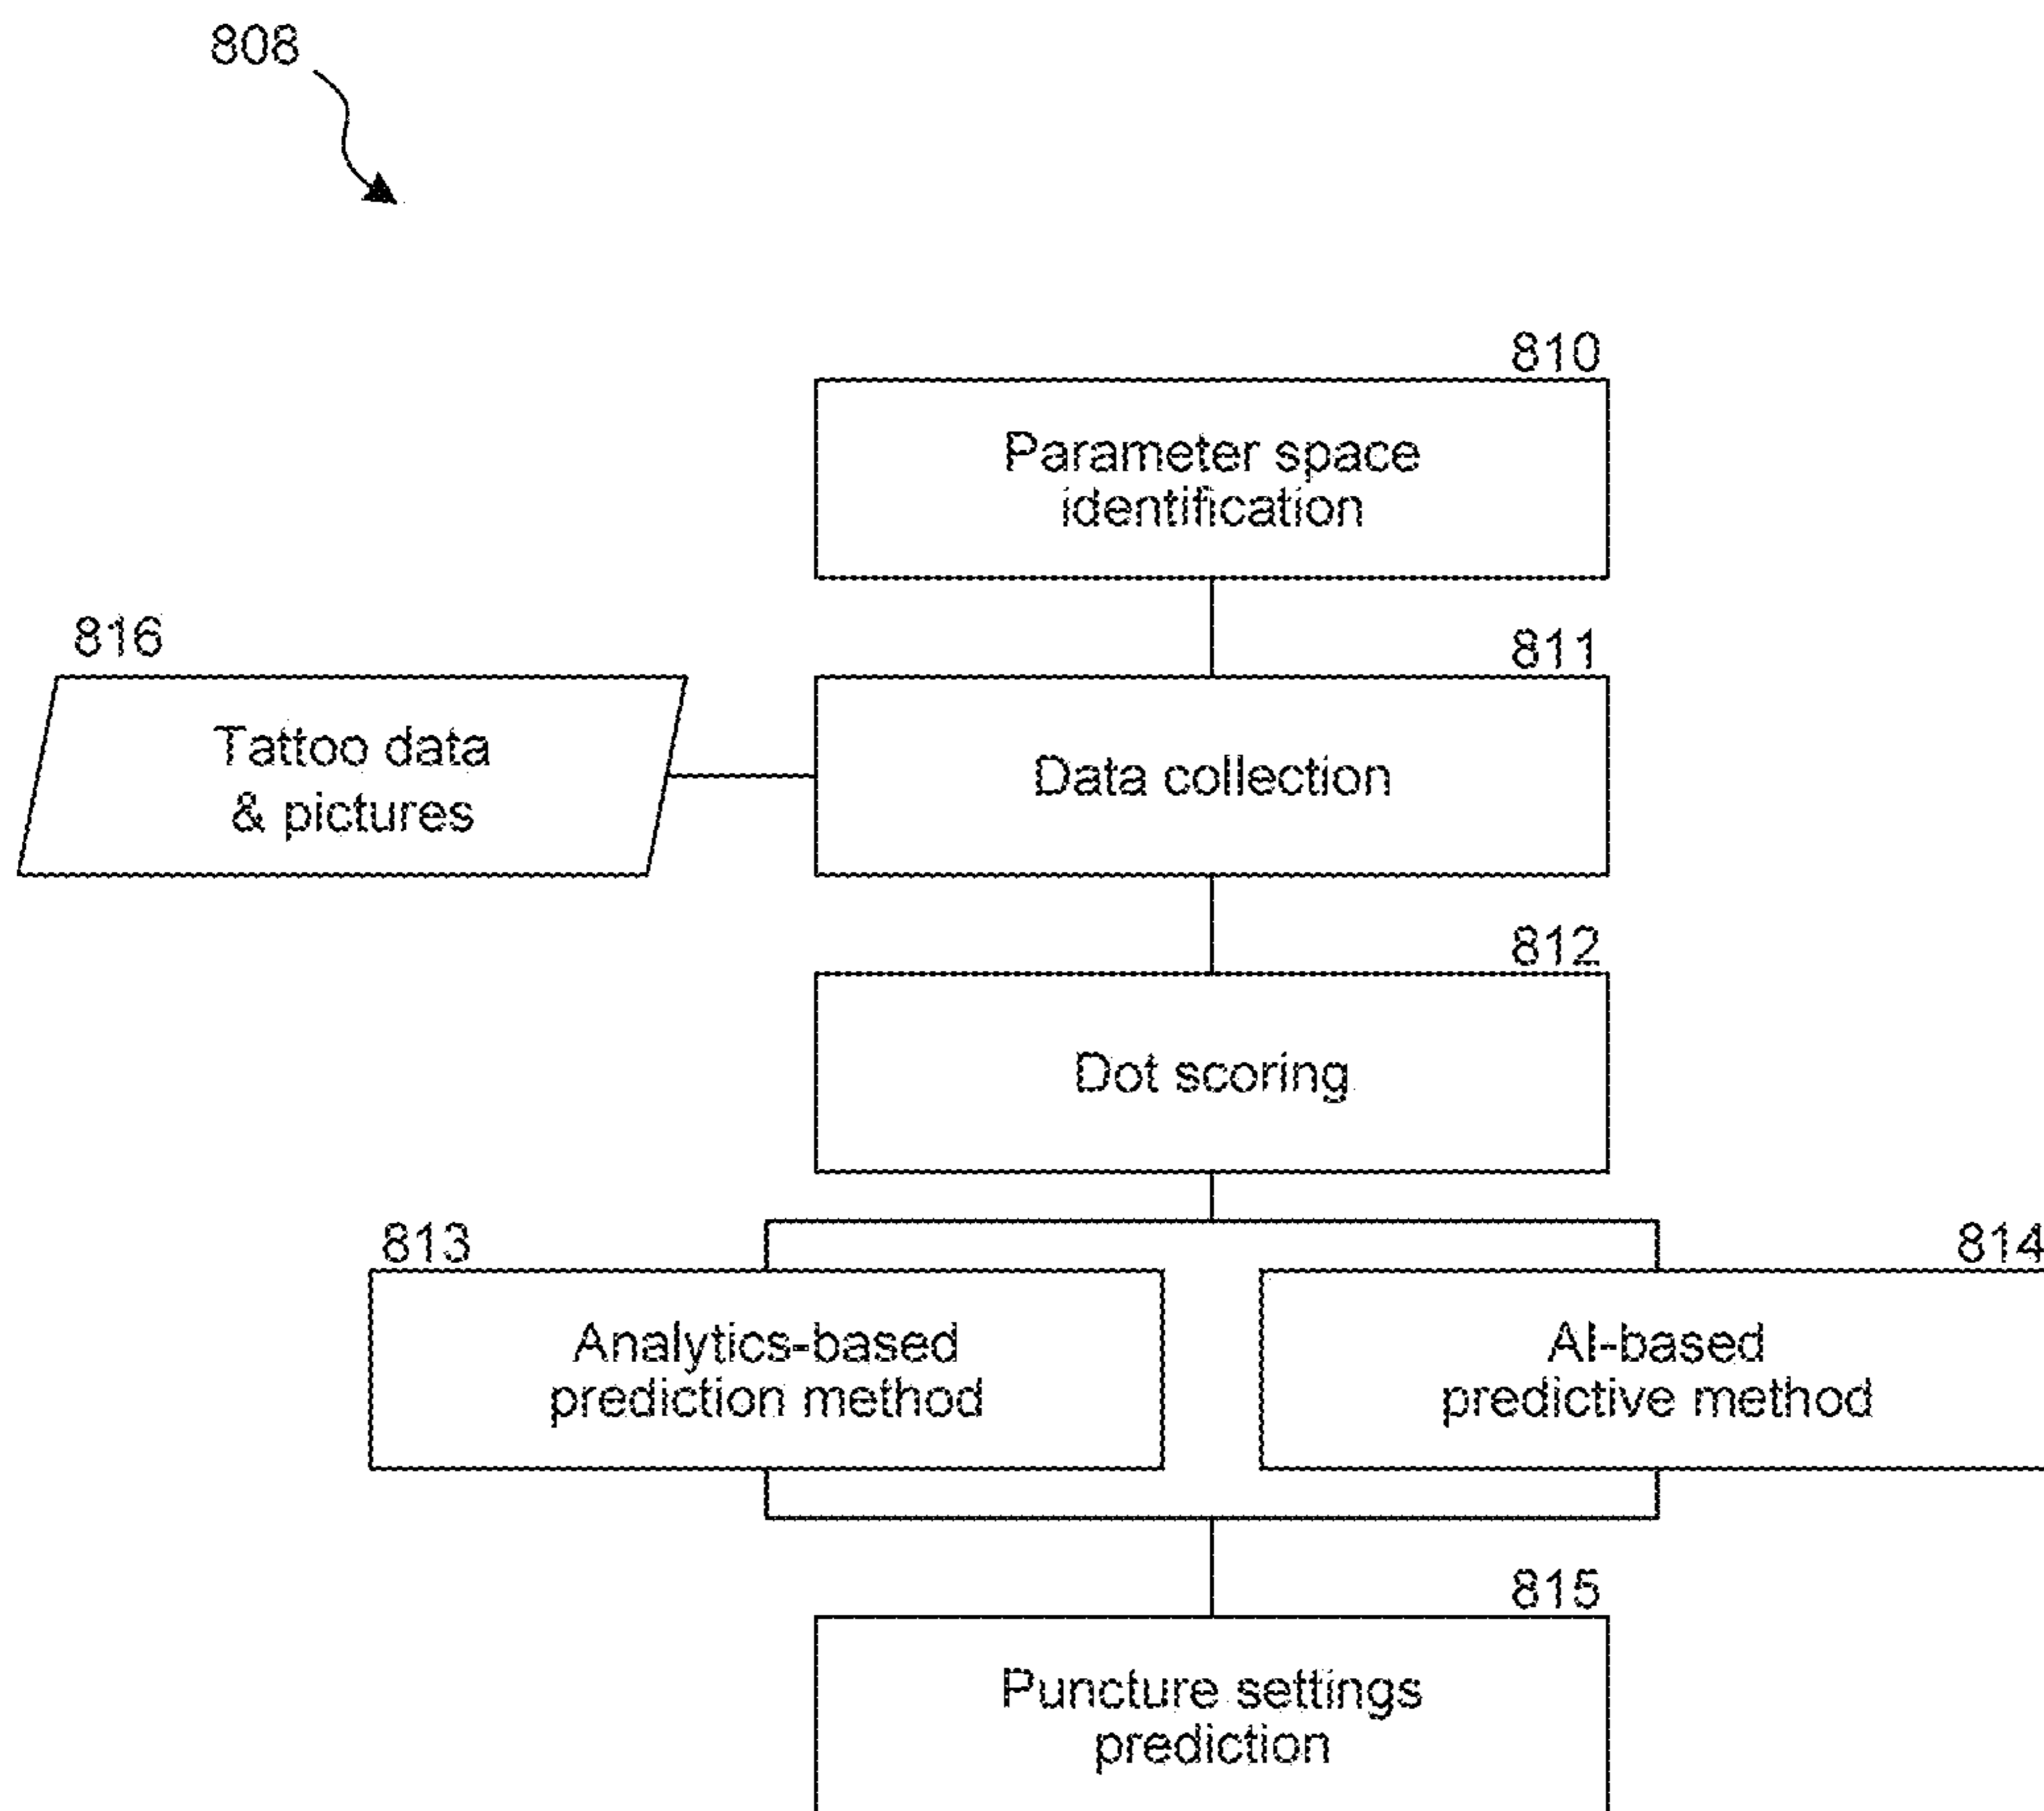 808
810
Parameter space
identification
816
811
Tattoo data
& pictures
Data collection
812
Dot scoring
813
814
Analytics-based
prediction method
AI-based
predictive method
815
Puncture settings
prediction